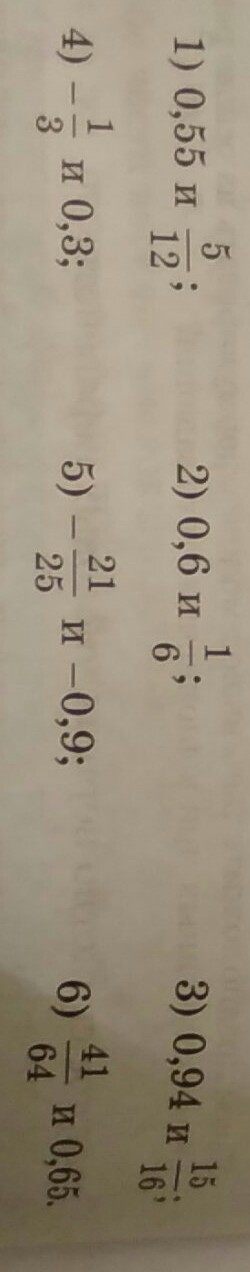 1) 0,55 и 5/12; 2) 0,6 и 1/6; 3) 0,94 и 15/16;
4) −1/3 и 0,3; 5) −21/25 и −0,9; 6) 41/64 и 0,65.